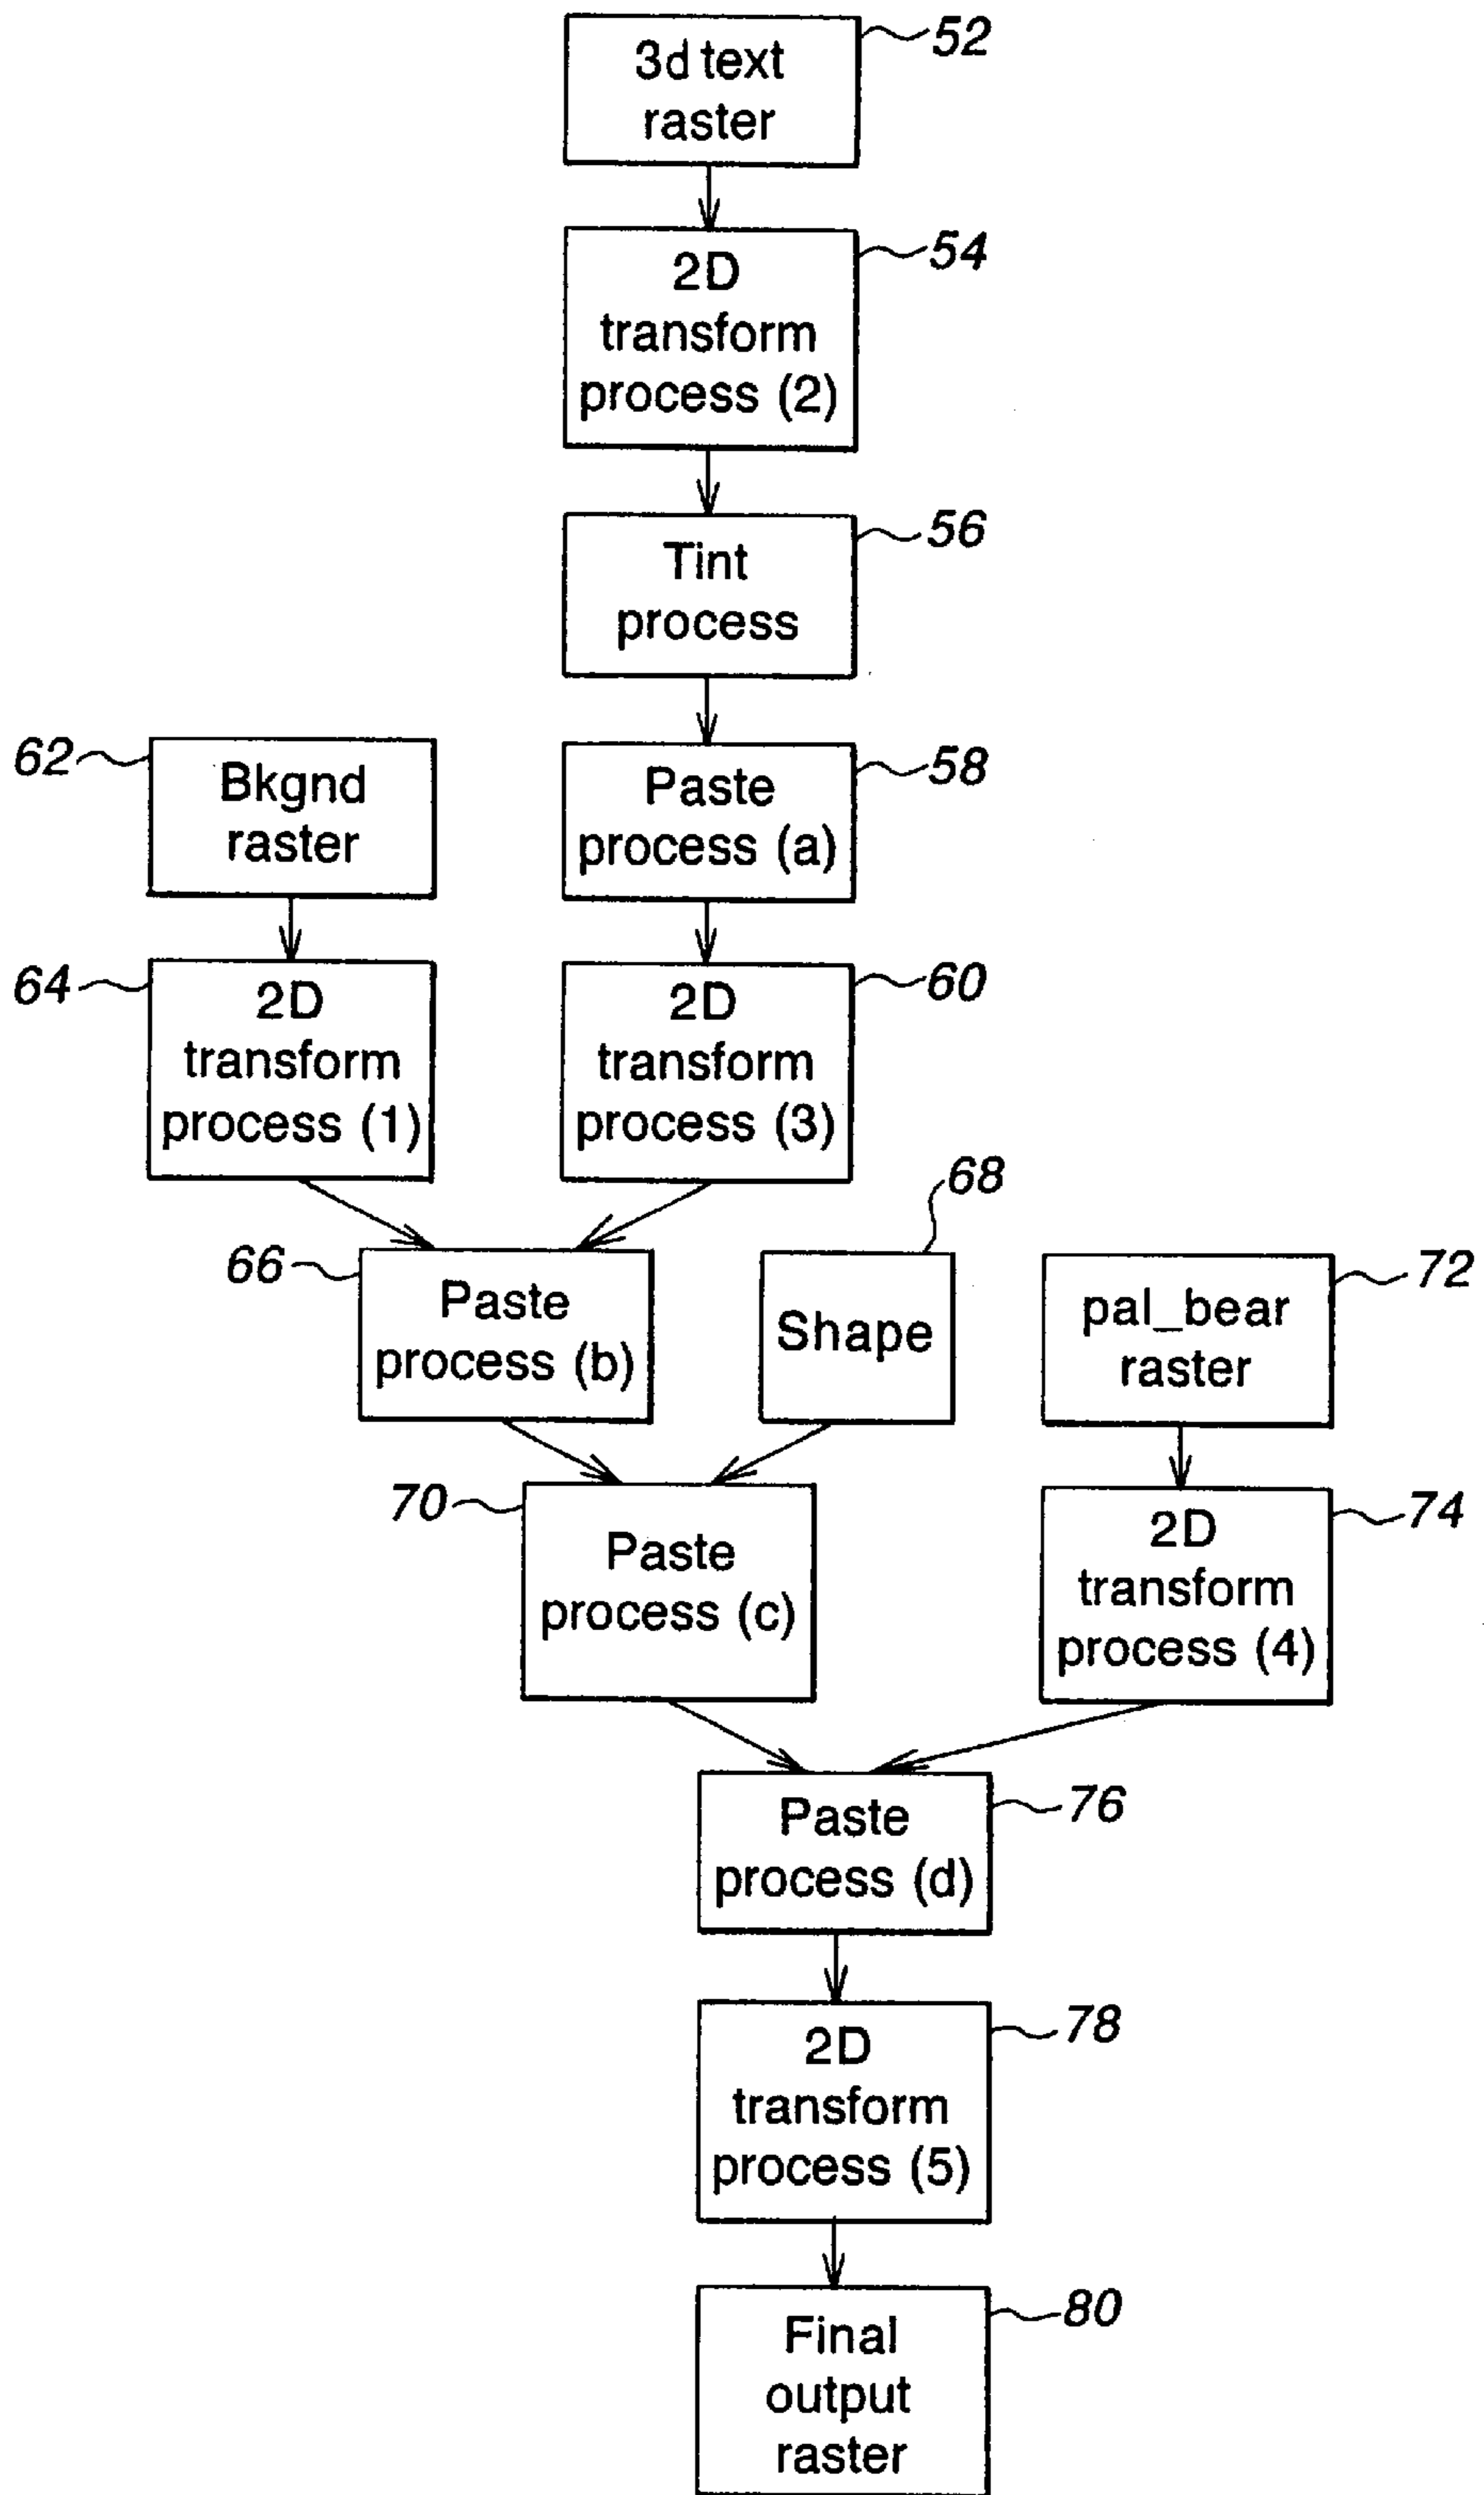 52
3d text
raster
54
2D
transform
process (2)
56
Tint
process
62
Bkgnd
raster
58
Paste
process (a)
64
2D
transform
process (1)
60
2D
transform
process (3)
66
Paste
process (b)
68
Shape
72
pal_bear
raster
70
Paste
process (c)
74
2D
transform
process (4)
76
Paste
process (d)
78
2D
transform
process (5)
80
Final
output
raster